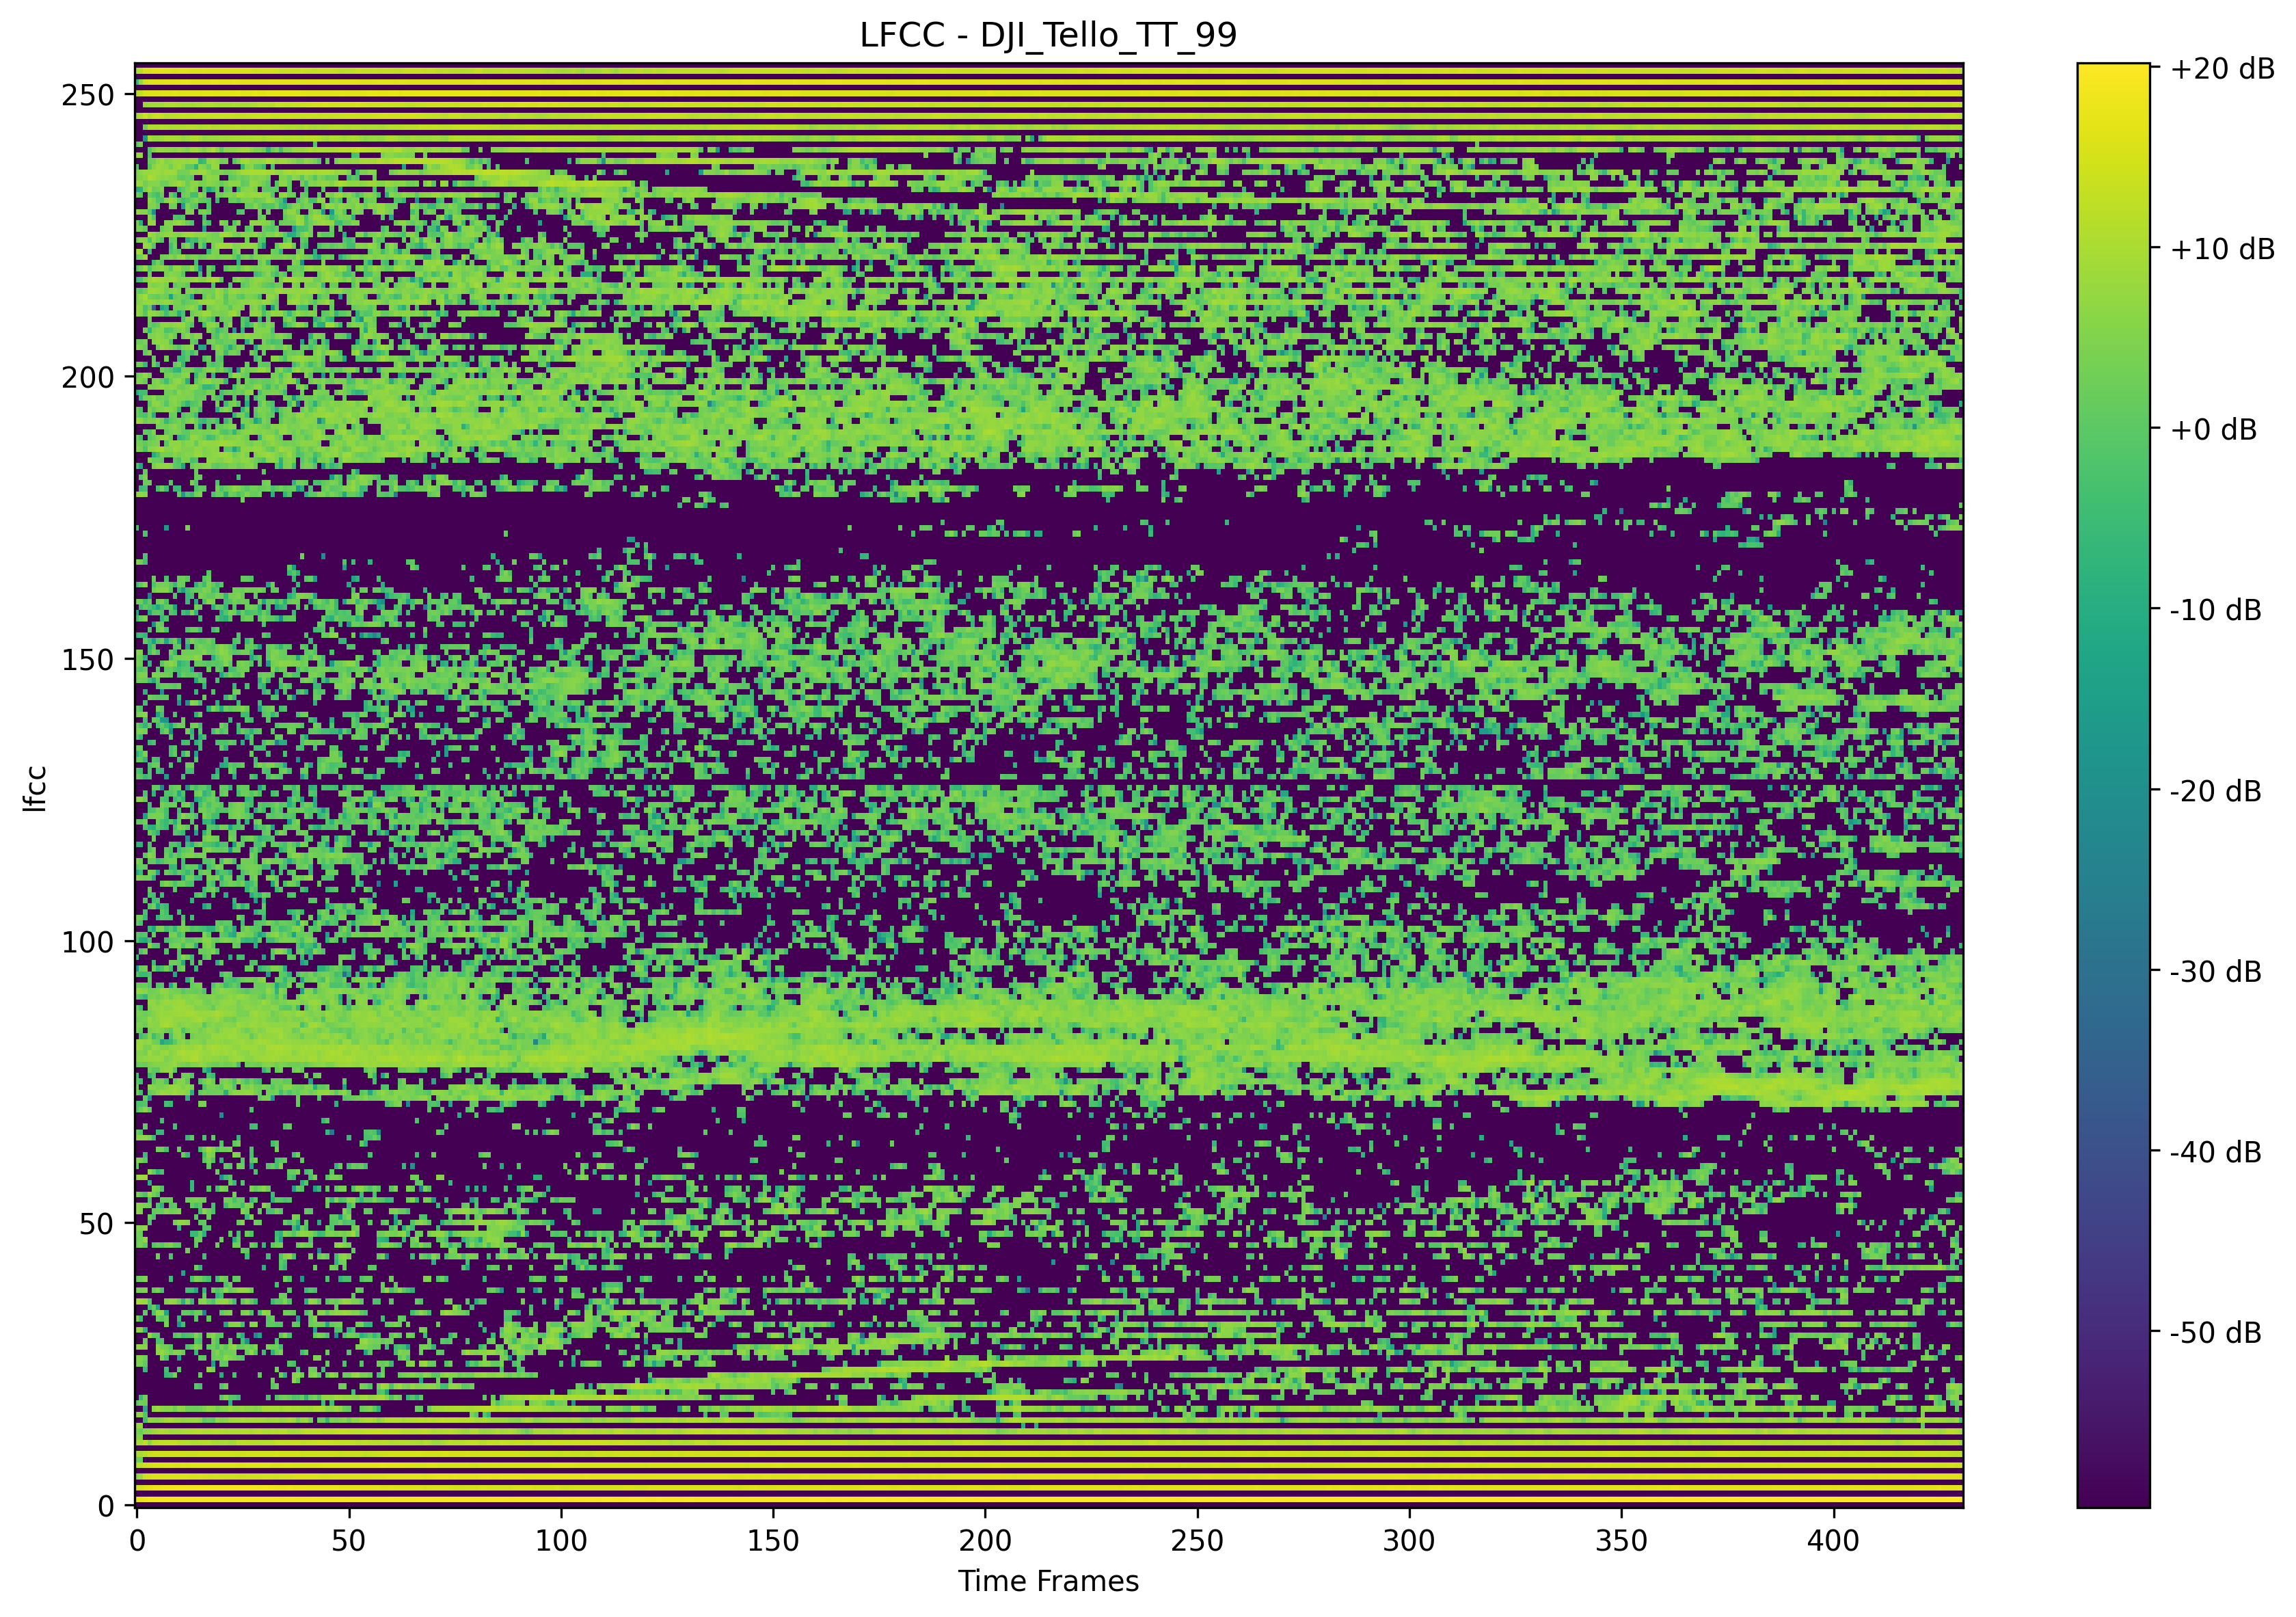 LFCC - DJI_Tello_TT_99
250
200
150
100
50
0
lfcc
0 50 100 150 200 250 300 350 400
Time Frames
+20 dB
+10 dB
+0 dB
-10 dB
-20 dB
-30 dB
-40 dB
-50 dB